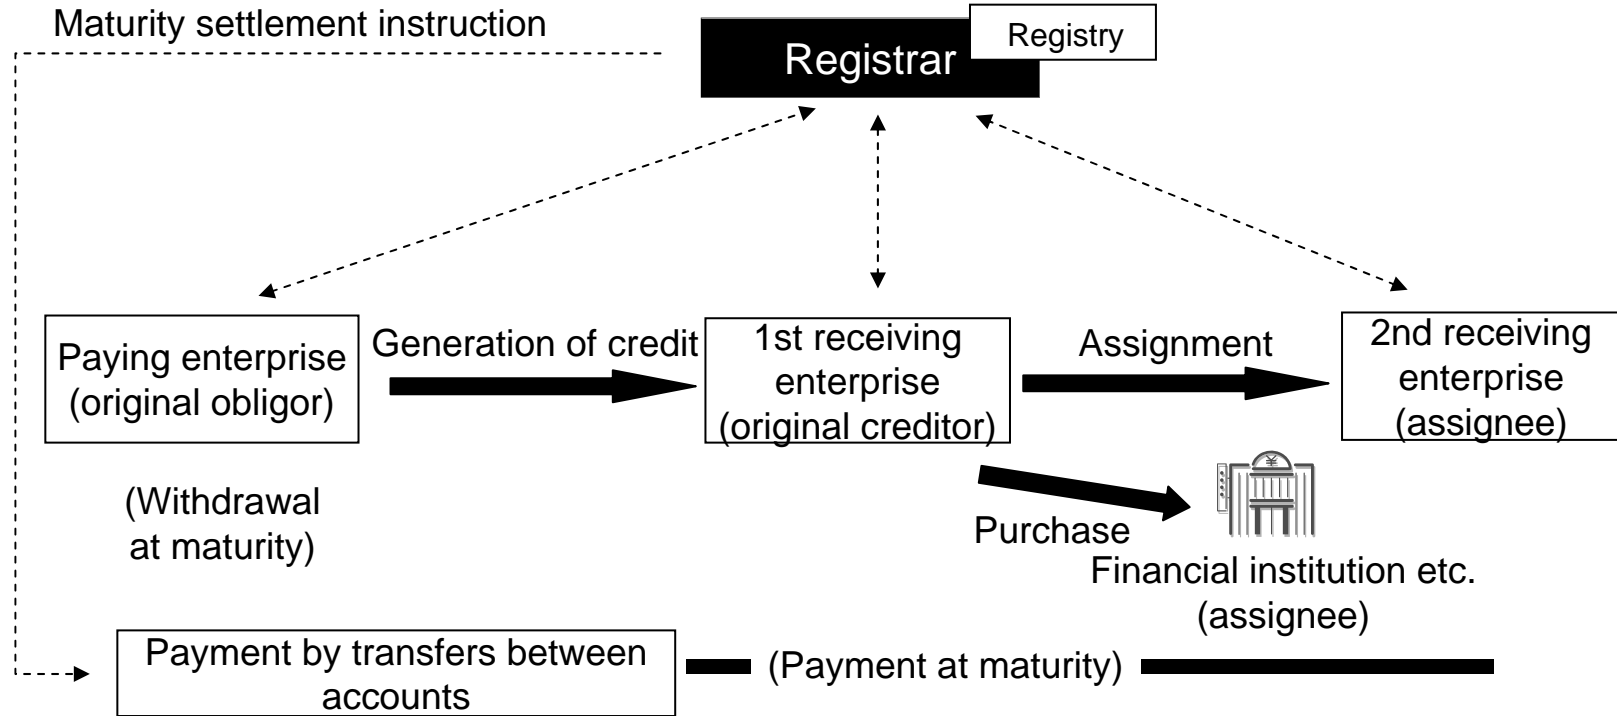 Maturity settlement instruction
Registrar
Registry
Paying enterprise
(original obligor)
Generation of credit
1st receiving
enterprise
(original creditor)
Assignment
2nd receiving
enterprise
(assignee)
(Withdrawal
at maturity)
Purchase
¥
Financial institution etc.
(assignee)
Payment by transfers between
accounts
(Payment at maturity)